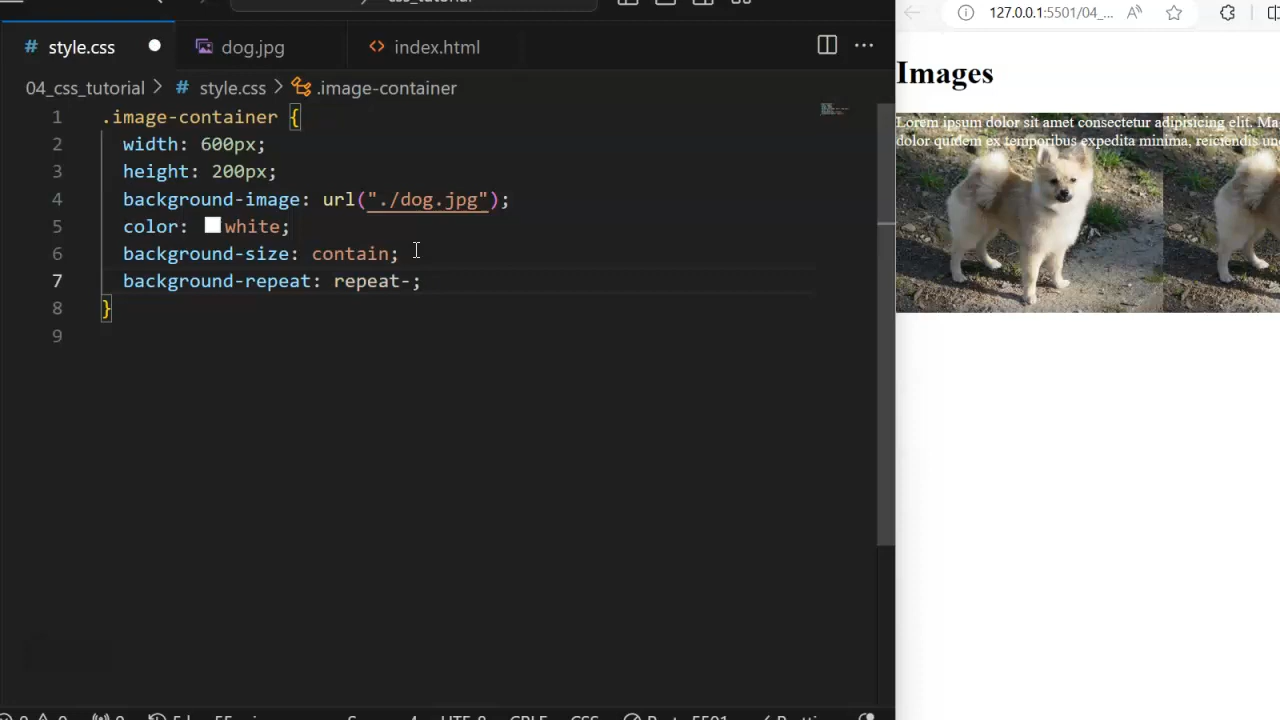 css_tutorial
# style.css
dog.jpg
index.html
127.0.0.1:5501/04_...
04_css_tutorial > # style.css > .image-container
1 .image-container {
2 width: 600px;
3 height: 200px;
4 background-image: url("./dog.jpg");
5 color: white;
6 background-size: contain;
7 background-repeat: repeat-;
8 }
9
Images
Lorem ipsum dolor sit amet consectetur adipisicing elit. Ma
dolor quidem ex temporibus expedita minima, reiciendis